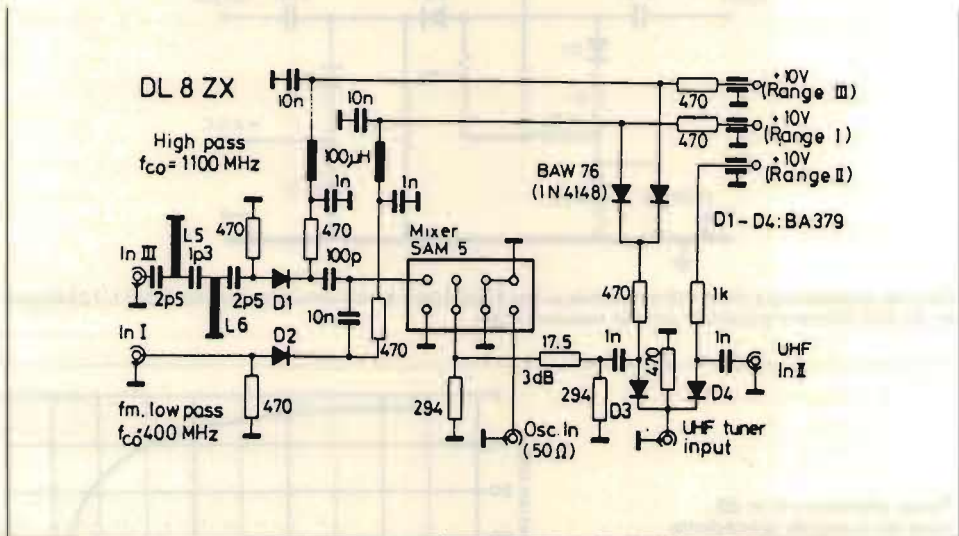 DL 8 ZX
High pass
fco = 1100 MHz
10n
10n
100µH
1n
1n
470
+10V
(Range III)
470
+10V
(Range I)
+10V
(Range II)
BAW 76
(1N 4148)
D1-D4: BA379
In III
L5
1p3
2p5
L6
2p5
470
D1
470
100p
10n
470
Mixer
SAM 5
In I
D2
470
fm. low pass
fco: 400 MHz
294
17.5
3dB
294
Osc. In
(50Ω)
470
1k
1n
470
1n
D3
D4
UHF
In II
UHF tuner
input